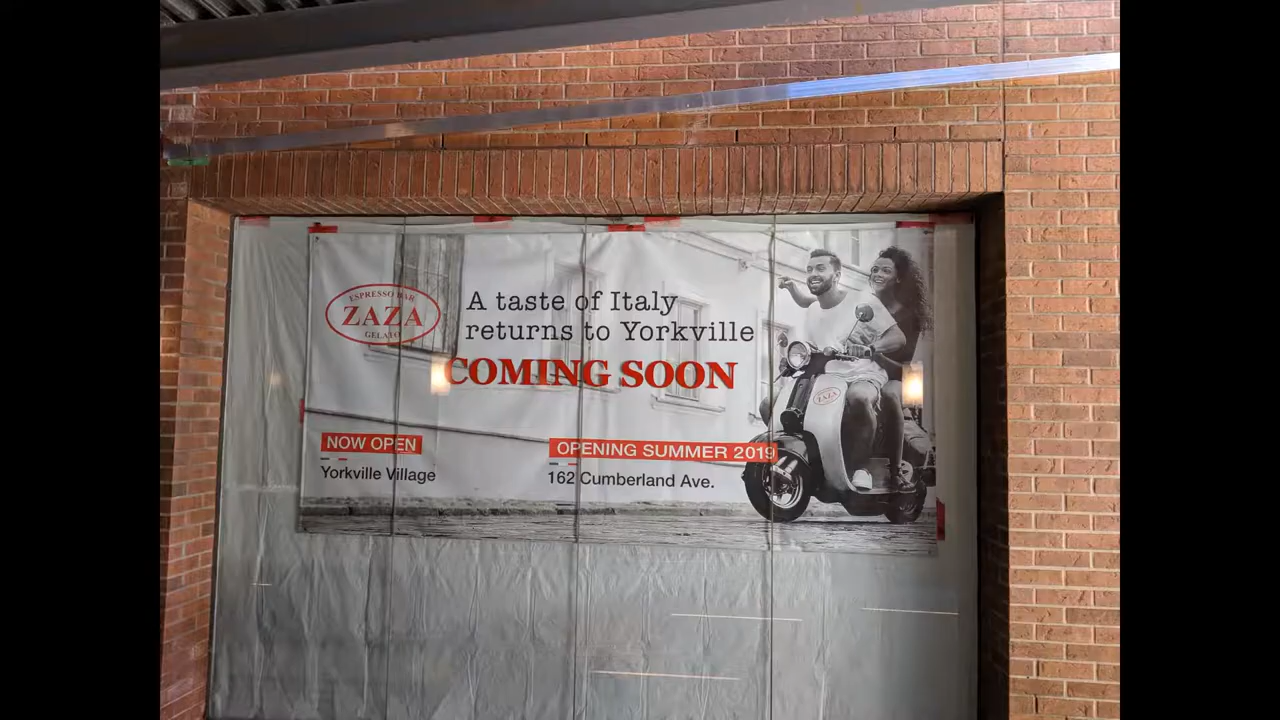 ESPRESSO BAR
ZAZA
GELATO
A taste of Italy
returns to Yorkville
COMING SOON
ZAZA
NOW OPEN
Yorkville Village
OPENING SUMMER 2019
162 Cumberland Ave.